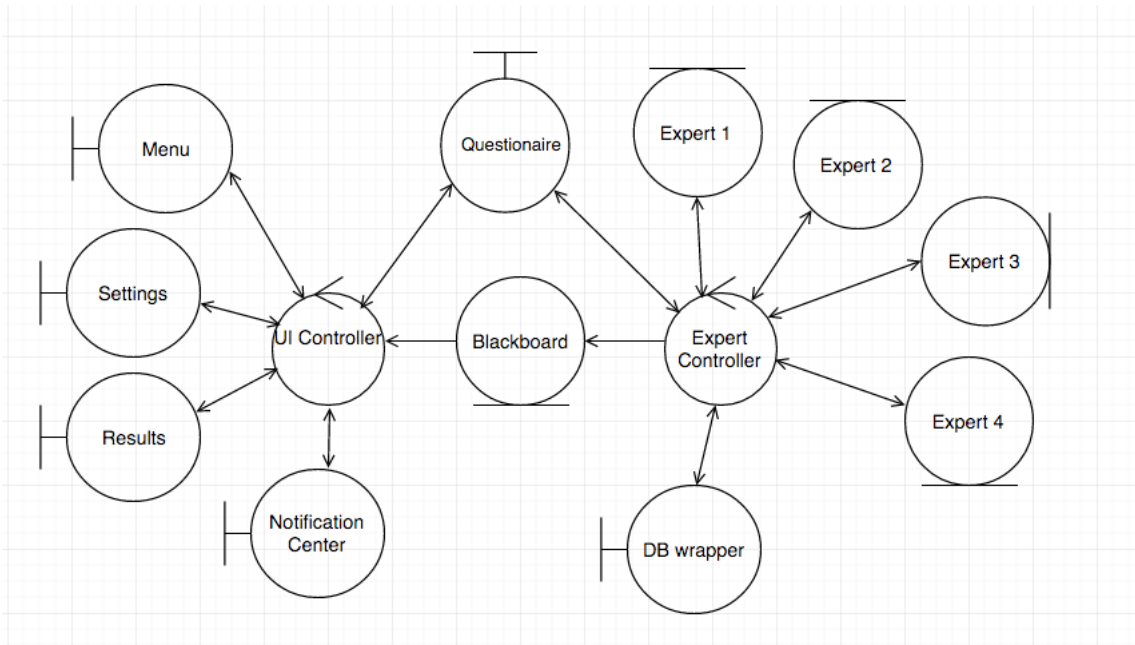 Menu
Questionaire
Expert 1
Expert 2
Settings
Expert 3
UI Controller
Blackboard
Expert
Controller
Results
Expert 4
Notification
Center
DB wrapper